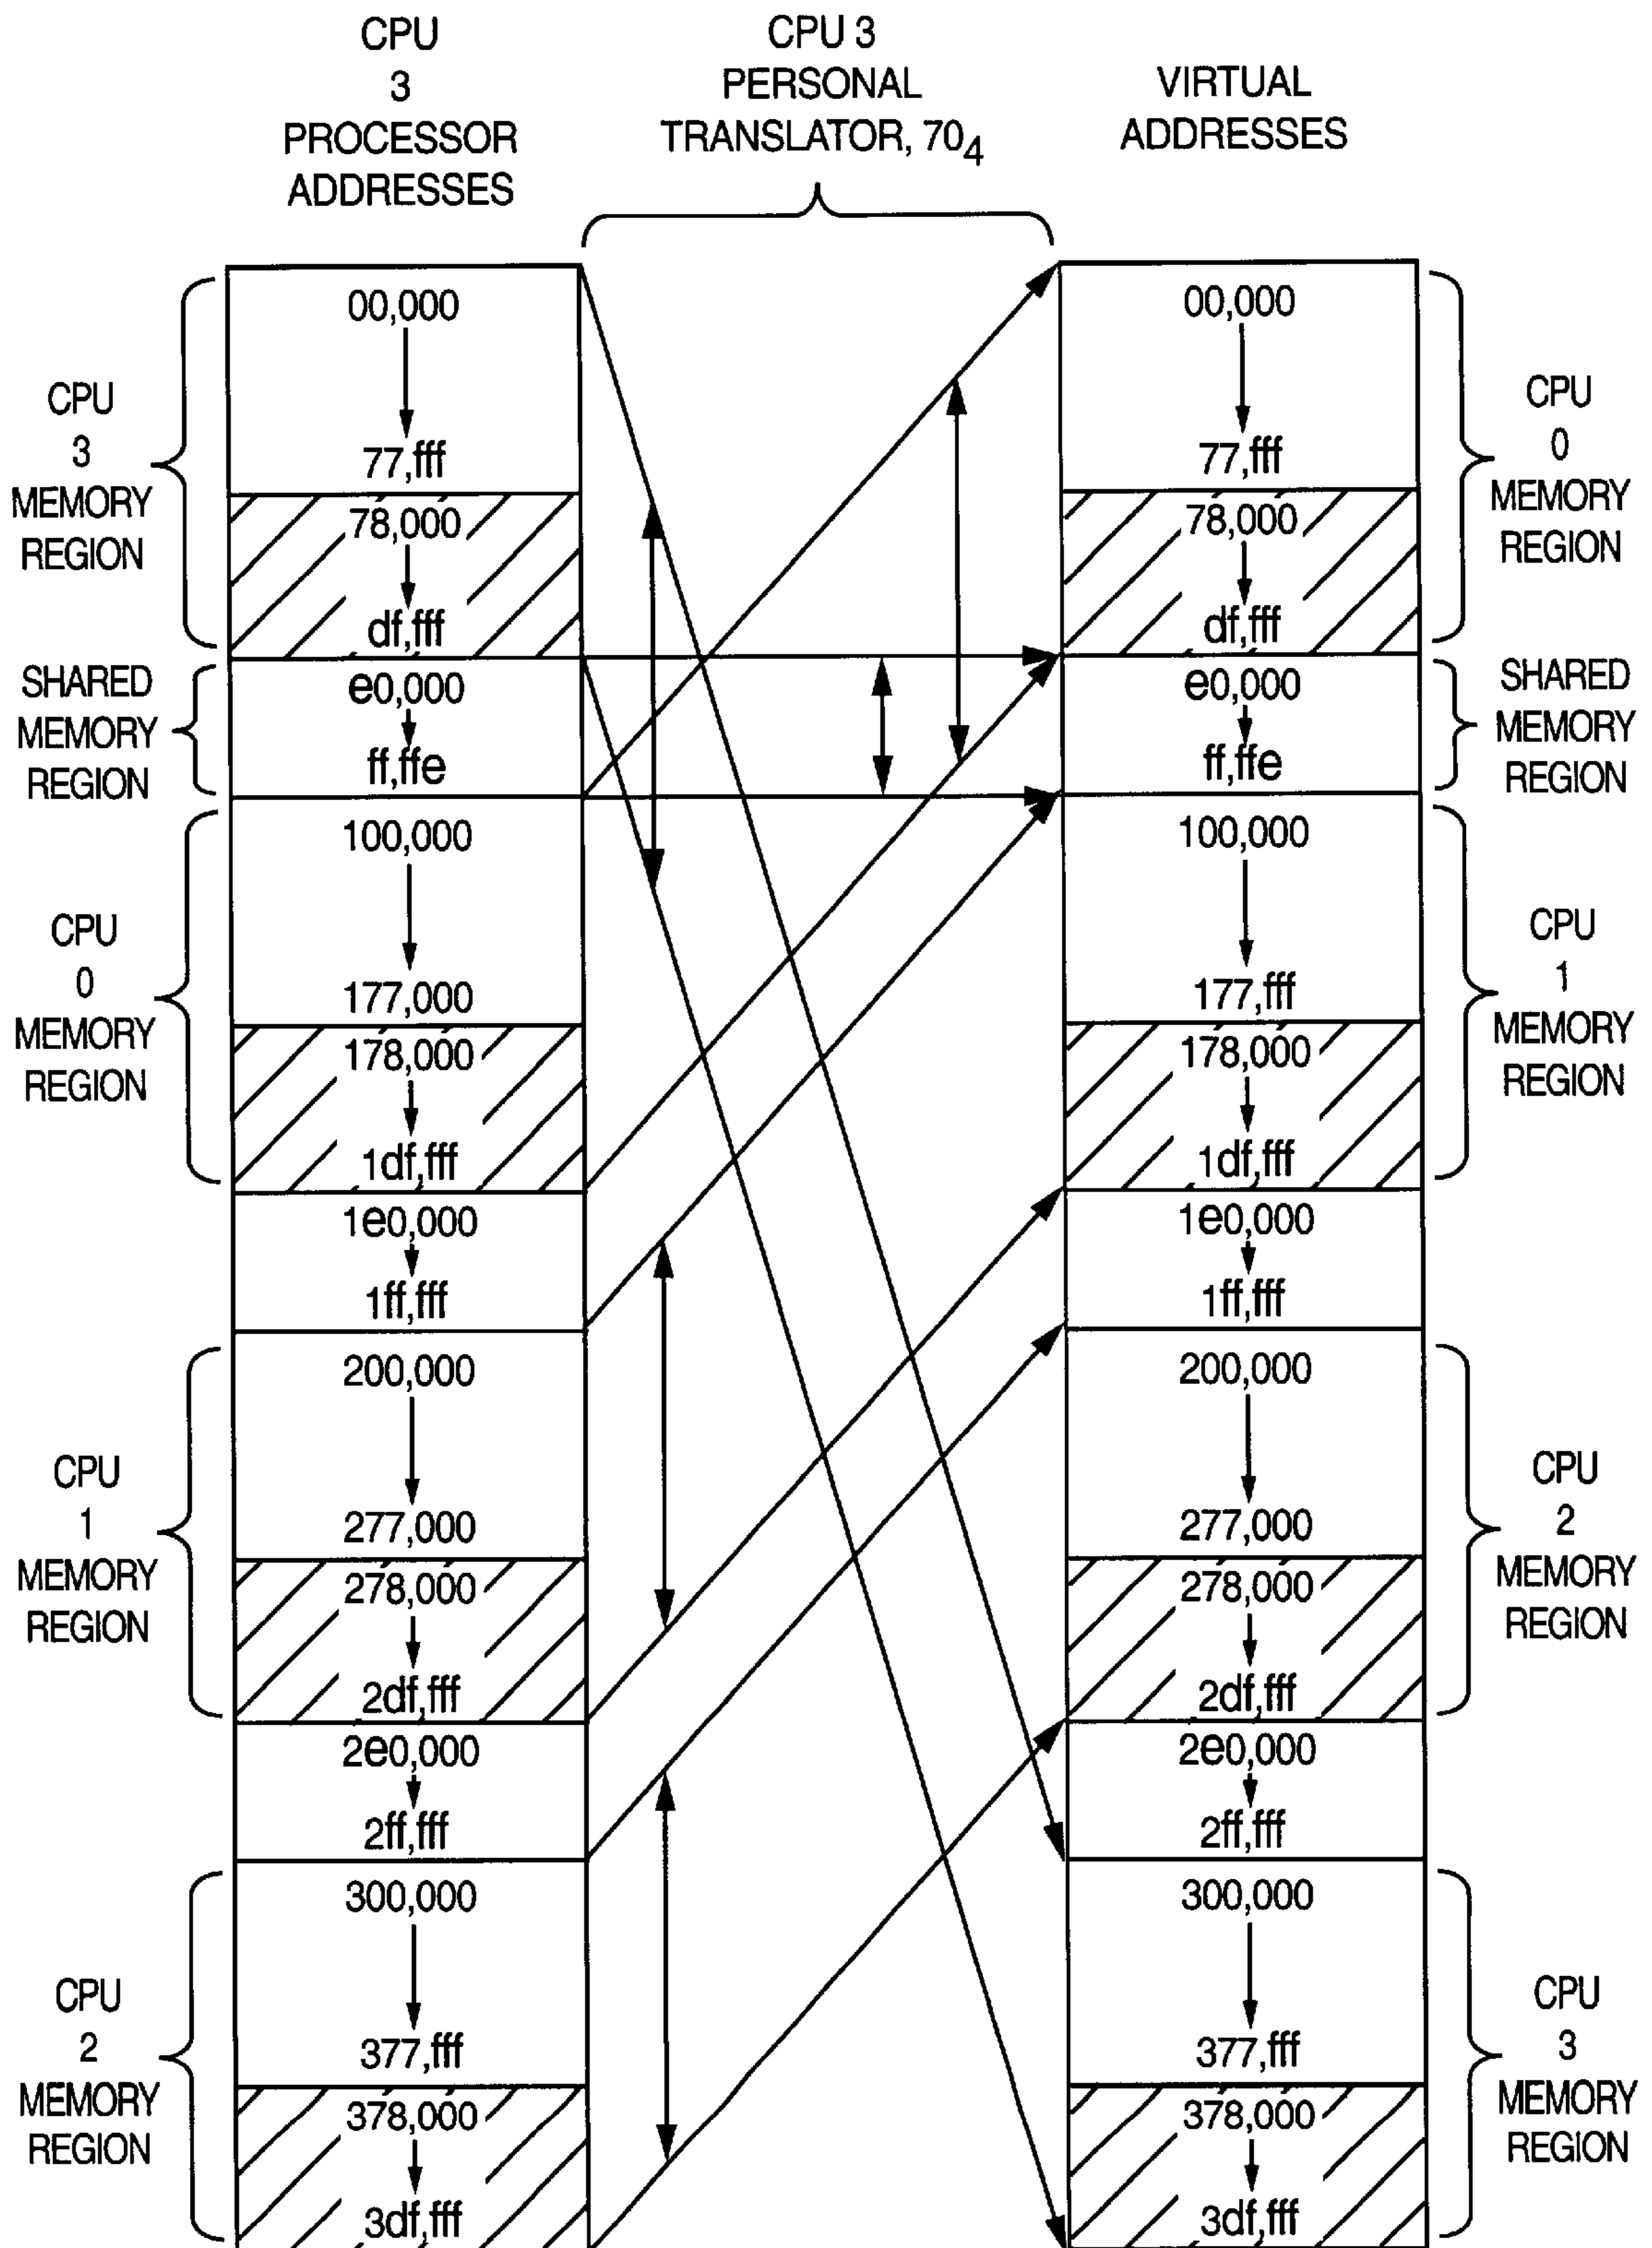 CPU
3
PROCESSOR
ADDRESSES
CPU 3
PERSONAL
TRANSLATOR, 70₄
VIRTUAL
ADDRESSES
CPU
3
MEMORY
REGION
00,000
77,fff
78,000
df,fff
SHARED
MEMORY
REGION
e0,000
ff,ffe
CPU
0
MEMORY
REGION
100,000
177,000
178,000
1df,fff
1e0,000
1ff,fff
CPU
1
MEMORY
REGION
200,000
277,000
278,000
2df,fff
2e0,000
2ff,fff
CPU
2
MEMORY
REGION
300,000
377,fff
378,000
3df,fff
00,000
77,fff
78,000
df,fff
CPU
0
MEMORY
REGION
e0,000
ff,ffe
SHARED
MEMORY
REGION
100,000
177,fff
178,000
1df,fff
CPU
1
MEMORY
REGION
1e0,000
1ff,fff
200,000
277,000
278,000
2df,fff
CPU
2
MEMORY
REGION
2e0,000
2ff,fff
300,000
377,fff
378,000
3df,fff
CPU
3
MEMORY
REGION